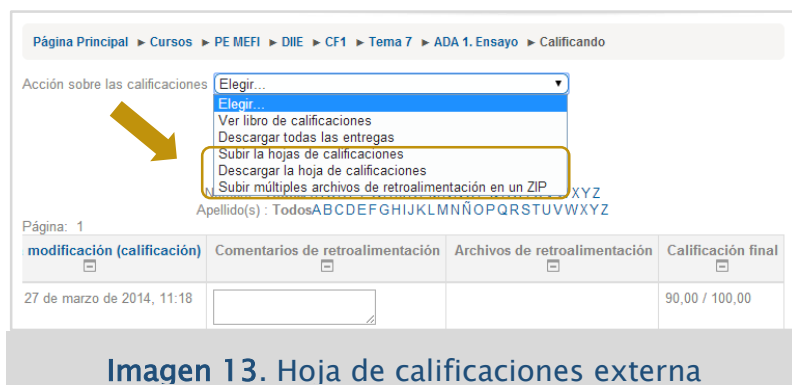 Página Principal ► Cursos ► PE MEFI ► DIIE ► CF1 ► Tema 7 ► ADA 1. Ensayo ► Calificando
Acción sobre las calificaciones Elegir...
Elegir...
Ver libro de calificaciones
Descargar todas las entregas
Subir la hojas de calificaciones
Descargar la hoja de calificaciones
Subir múltiples archivos de retroalimentación en un ZIP
XYZ
Apellido(s) : TodosABCDEFGHIJKLMNÑOPQRSTUVWXYZ
Página: 1
modificación (calificación) Comentarios de retroalimentación Archivos de retroalimentación Calificación final
27 de marzo de 2014, 11:18 90,00 / 100,00
Imagen 13. Hoja de calificaciones externa